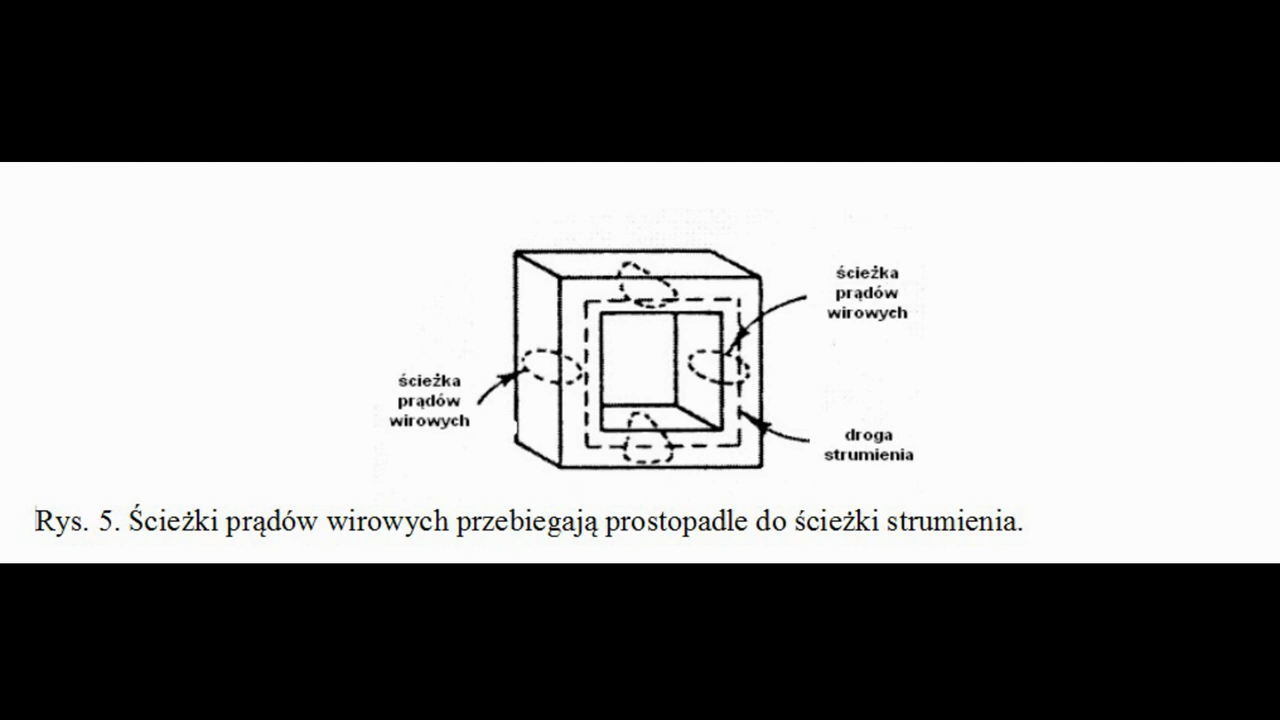 ścieżka
prądów
wirowych
ścieżka
prądów
wirowych
droga
strumienia
Rys. 5. Ścieżki prądów wirowych przebiegają prostopadle do ścieżki strumienia.